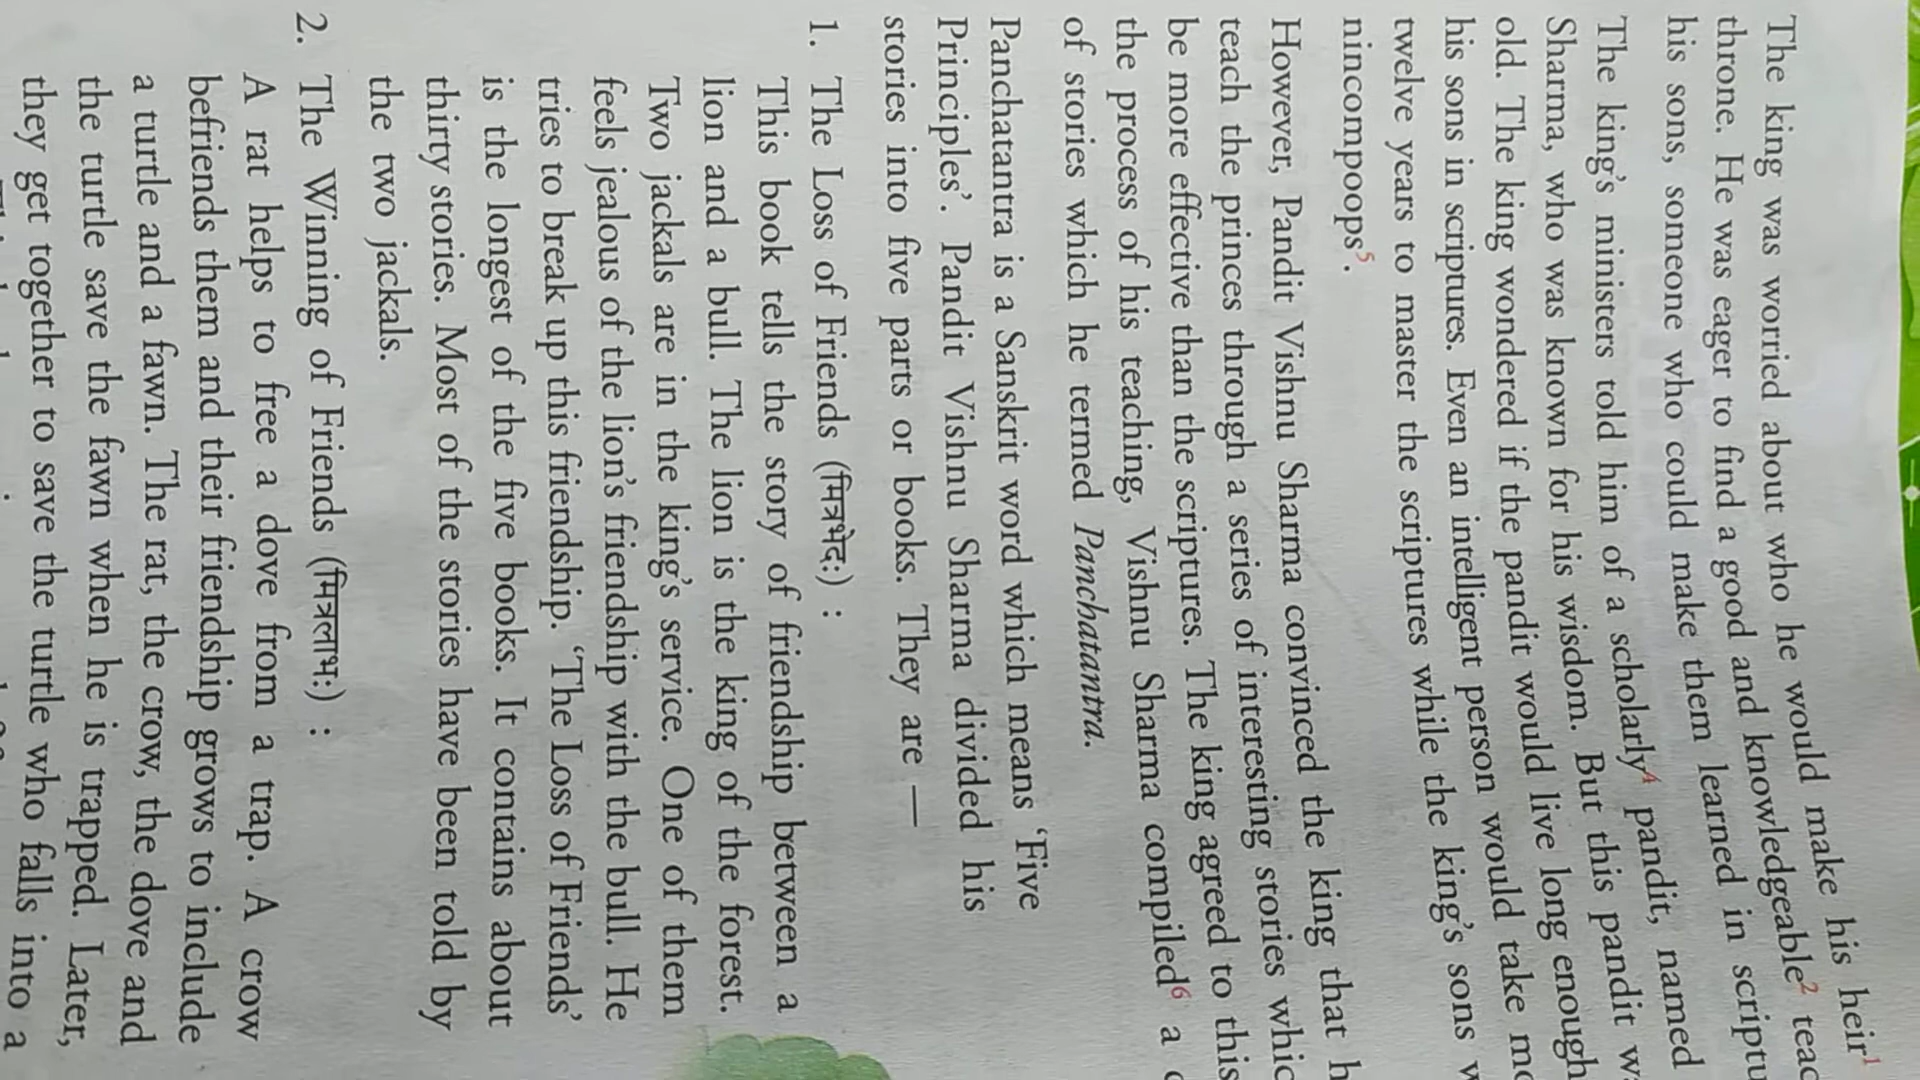 The king was worried about who he would make his heir¹
throne. He was eager to find a good and knowledgeable²
his sons, someone who could make them learned in
The king's ministers told him of a scholarly⁴ pandit, named
Sharma, who was known for his wisdom. But this pandit
old. The king wondered if the pandit would live long enough
his sons in scriptures. Even an intelligent person would take
twelve years to master the scriptures while the king's sons
nincompoops⁵.
However, Pandit Vishnu Sharma convinced the king that
teach the princes through a series of interesting stories
be more effective than the scriptures. The king agreed to this
the process of his teaching, Vishnu Sharma compiled⁶ a
of stories which he termed Panchatantra.
Panchatantra is a Sanskrit word which means 'Five
Principles'. Pandit Vishnu Sharma divided his
stories into five parts or books. They are —
1. The Loss of Friends (मित्रभेदः) :
This book tells the story of friendship between a
lion and a bull. The lion is the king of the forest.
Two jackals are in the king's service. One of them
feels jealous of the lion's friendship with the bull. He
tries to break up this friendship. 'The Loss of Friends'
is the longest of the five books. It contains about
thirty stories. Most of the stories have been told by
the two jackals.
2. The Winning of Friends (मित्रलाभः) :
A rat helps to free a dove from a trap. A crow
befriends them and their friendship grows to include
a turtle and a fawn. The rat, the crow, the dove and
the turtle save the fawn when he is trapped. Later,
they get together to save the turtle who falls into a